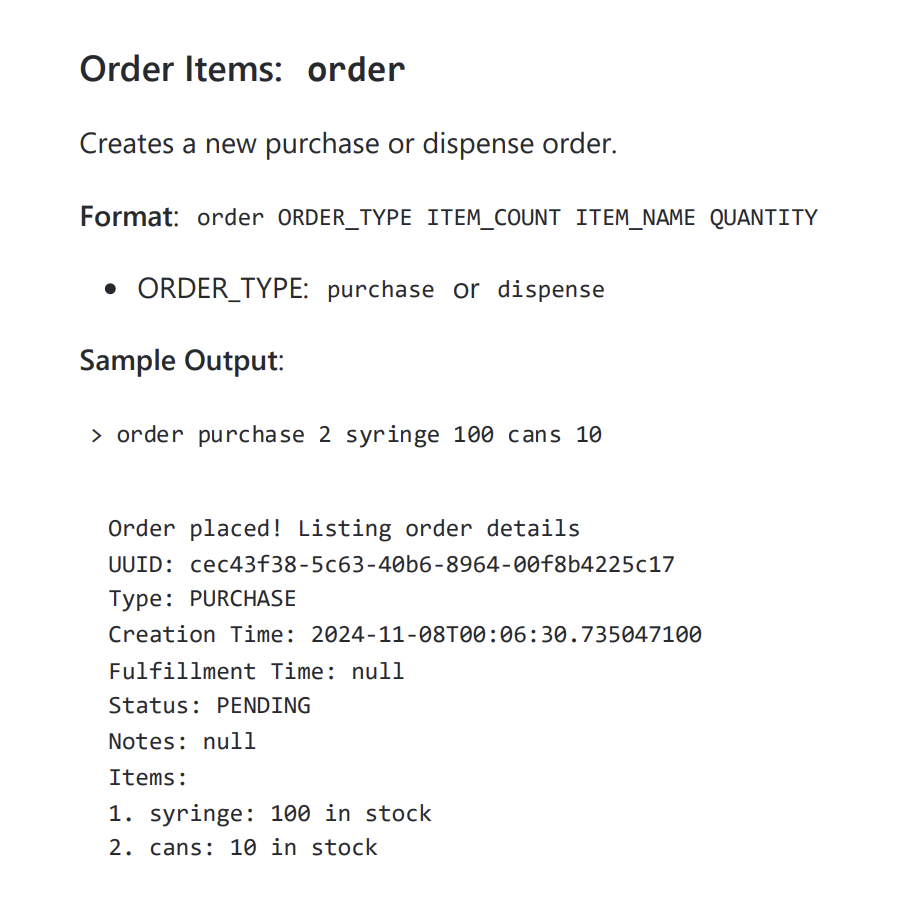 Order Items: order
Creates a new purchase or dispense order.
Format: order ORDER_TYPE ITEM_COUNT ITEM_NAME QUANTITY
• ORDER_TYPE: purchase or dispense
Sample Output:
> order purchase 2 syringe 100 cans 10
Order placed! Listing order details
UUID: cec43f38-5c63-40b6-8964-00f8b4225c17
Type: PURCHASE
Creation Time: 2024-11-08T00:06:30.735047100
Fulfillment Time: null
Status: PENDING
Notes: null
Items:
1. syringe: 100 in stock
2. cans: 10 in stock